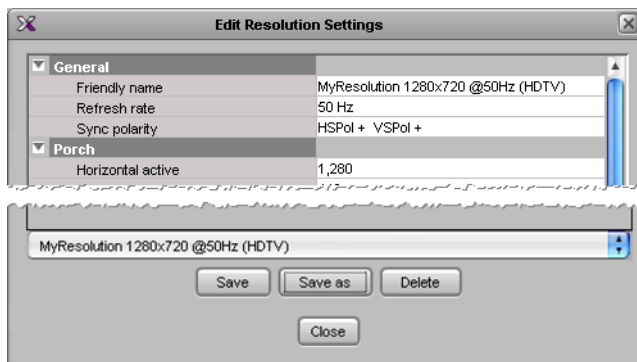 Edit Resolution Settings
General
Friendly name MyResolution 1280x720 @50Hz (HDTV)
Refresh rate 50 Hz
Sync polarity HSPol + VSPol +
Porch
Horizontal active 1,280
MyResolution 1280x720 @50Hz (HDTV)
Save Save as Delete
Close